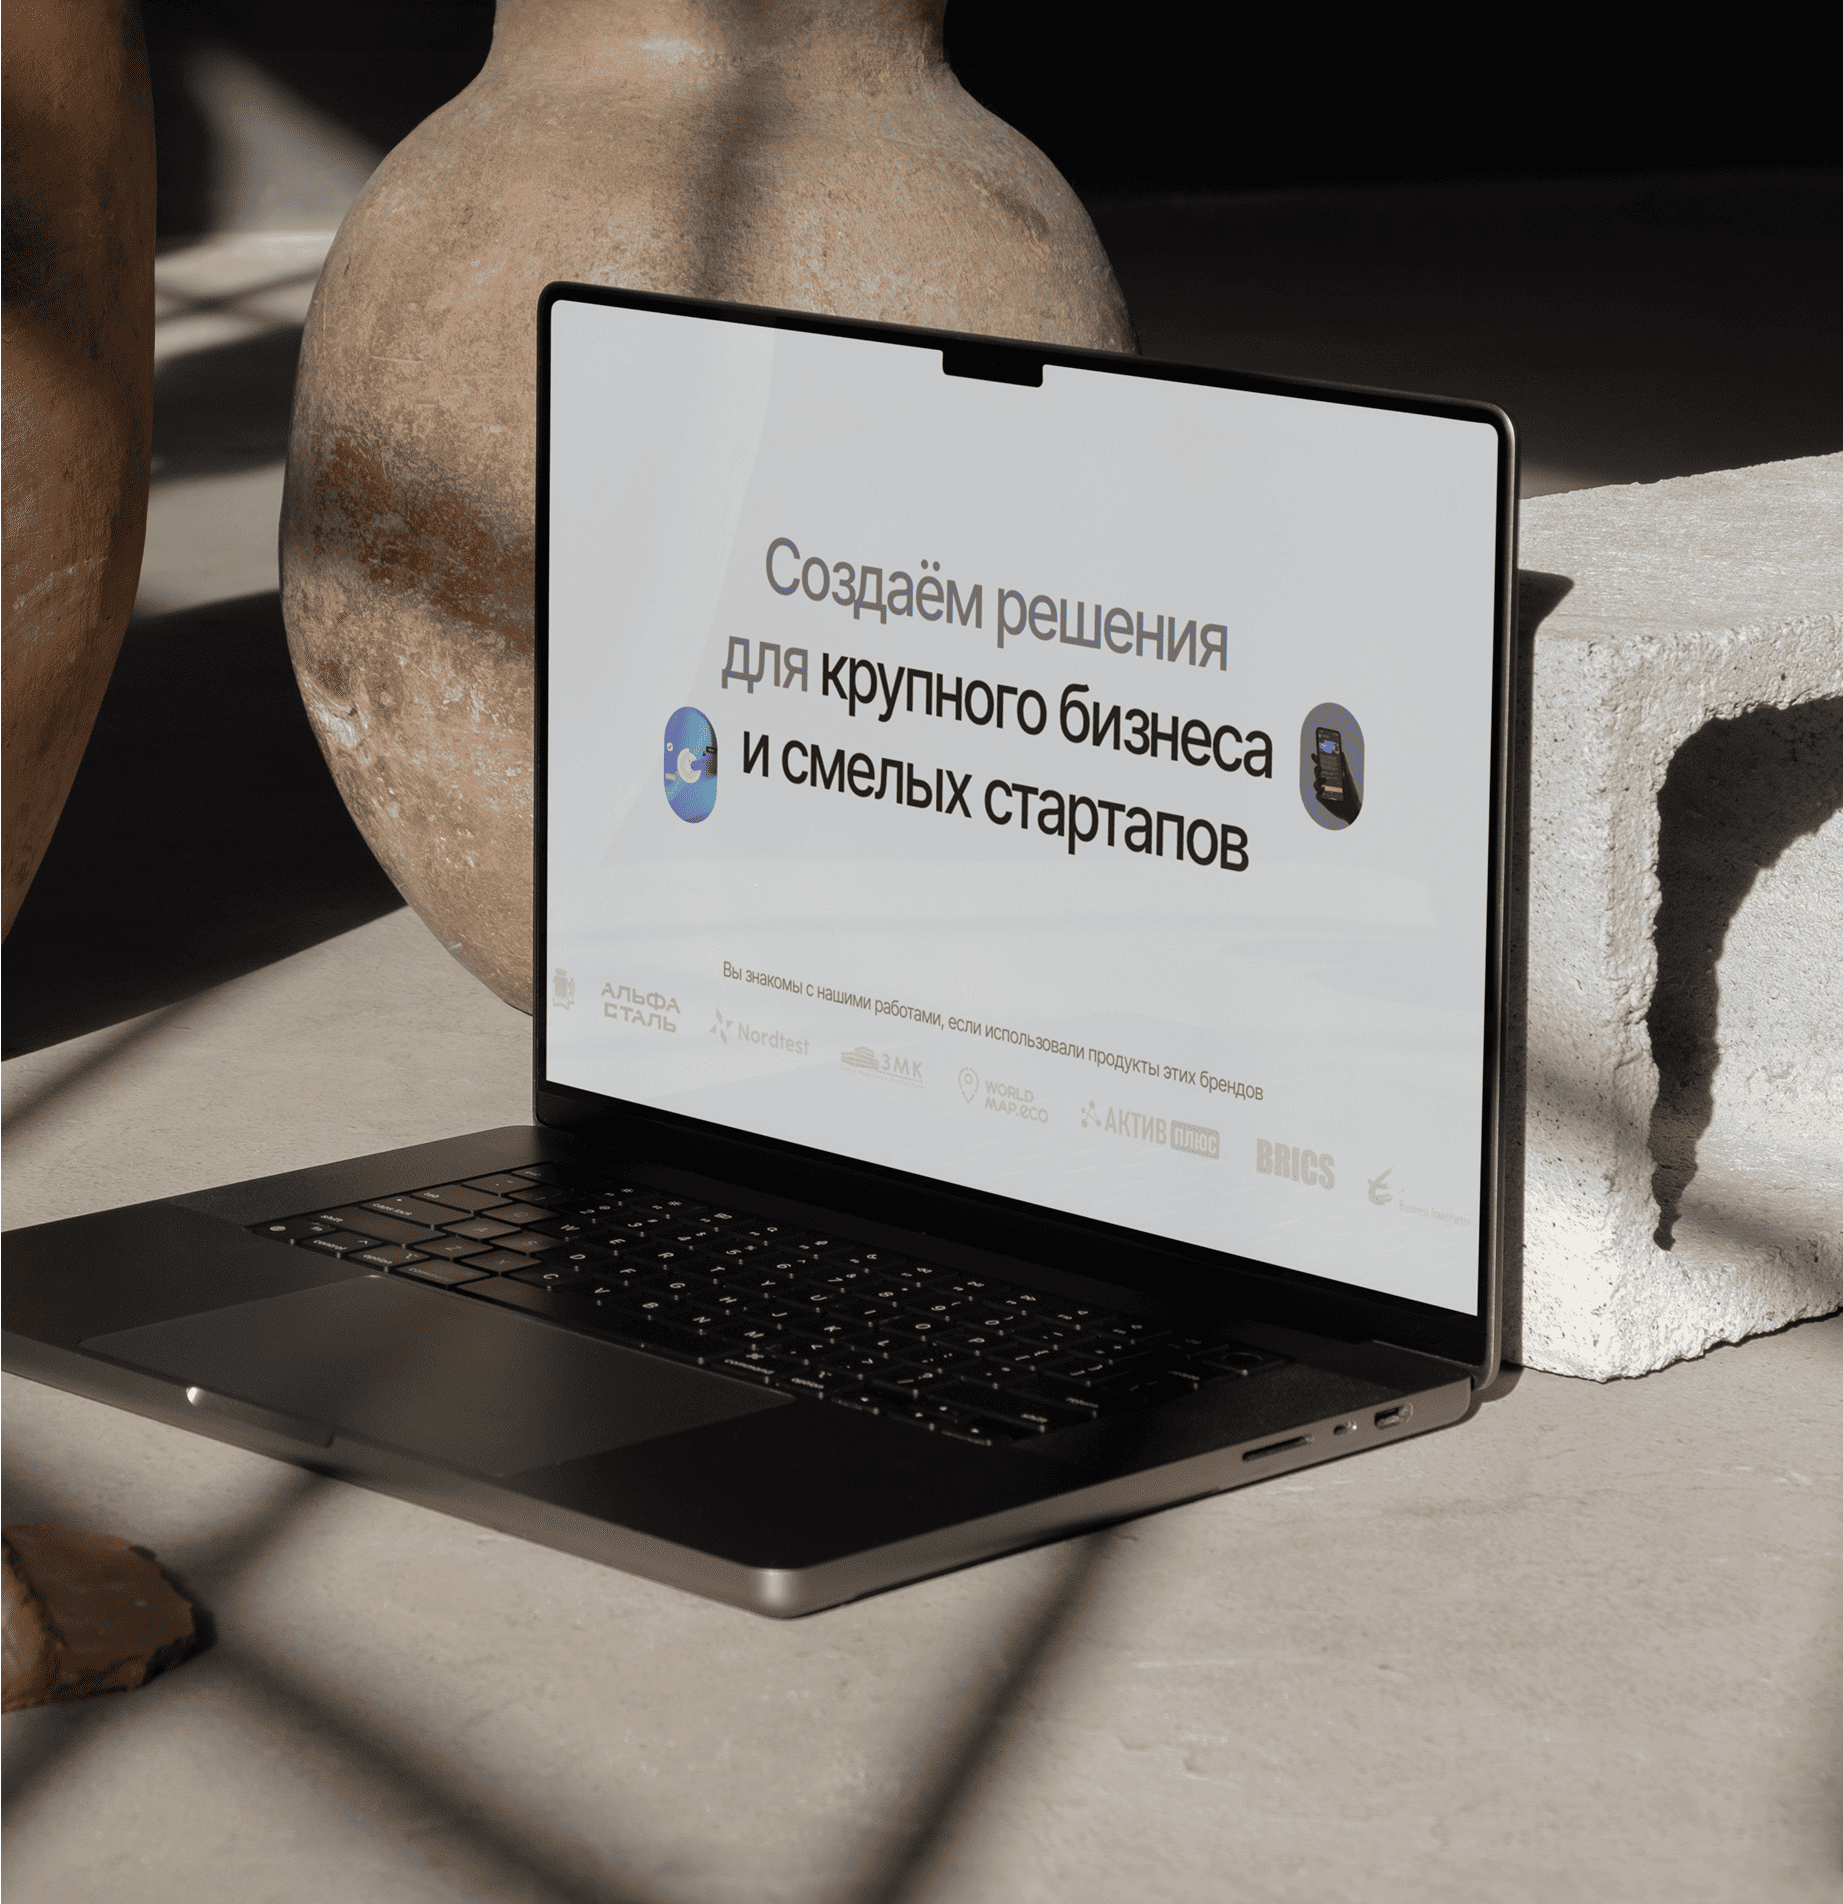 Создаём решения
для крупного бизнеса
и смелых стартапов
Вы знакомы с нашими работами, если использовали продукты этих брендов
АЛЬФА
СТАЛЬ
Nordtest
ЗМК
WORLD
MAP.eco
АКТИВ ПЛЮС
BRICS